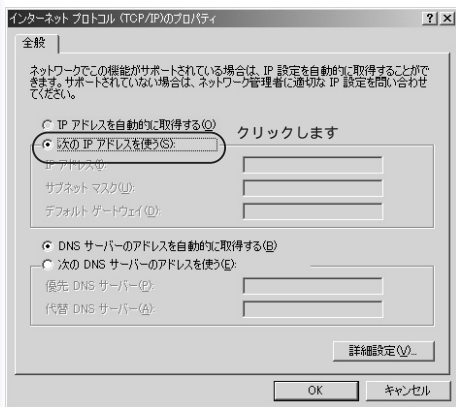 インターネット プロトコル (TCP/IP)のプロパティ
全般
ネットワークでこの機能がサポートされている場合は、IP 設定を自動的に取得することがで
きます。サポートされていない場合は、ネットワーク管理者に適切な IP 設定を問い合わせ
てください。
IP アドレスを自動的に取得する(O)
クリックします
次の IP アドレスを使う(S):
IP アドレス(I):
サブネット マスク(U):
デフォルト ゲートウェイ(D):
DNS サーバーのアドレスを自動的に取得する(B)
次の DNS サーバーのアドレスを使う(E):
優先 DNS サーバー(P):
代替 DNS サーバー(A):
詳細設定(V)...
OK
キャンセル